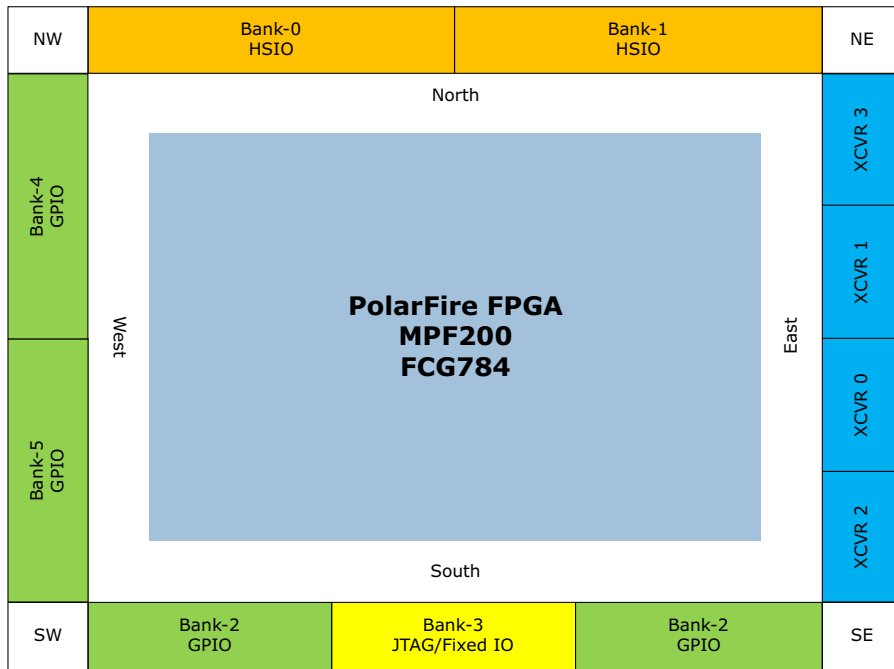 NW
Bank-0
HSIO
Bank-1
HSIO
NE
North
Bank-4
GPIO
XCVR 3
XCVR 1
PolarFire FPGA
MPF200
FCG784
West
East
Bank-5
GPIO
XCVR 0
XCVR 2
South
SW
Bank-2
GPIO
Bank-3
JTAG/Fixed IO
Bank-2
GPIO
SE